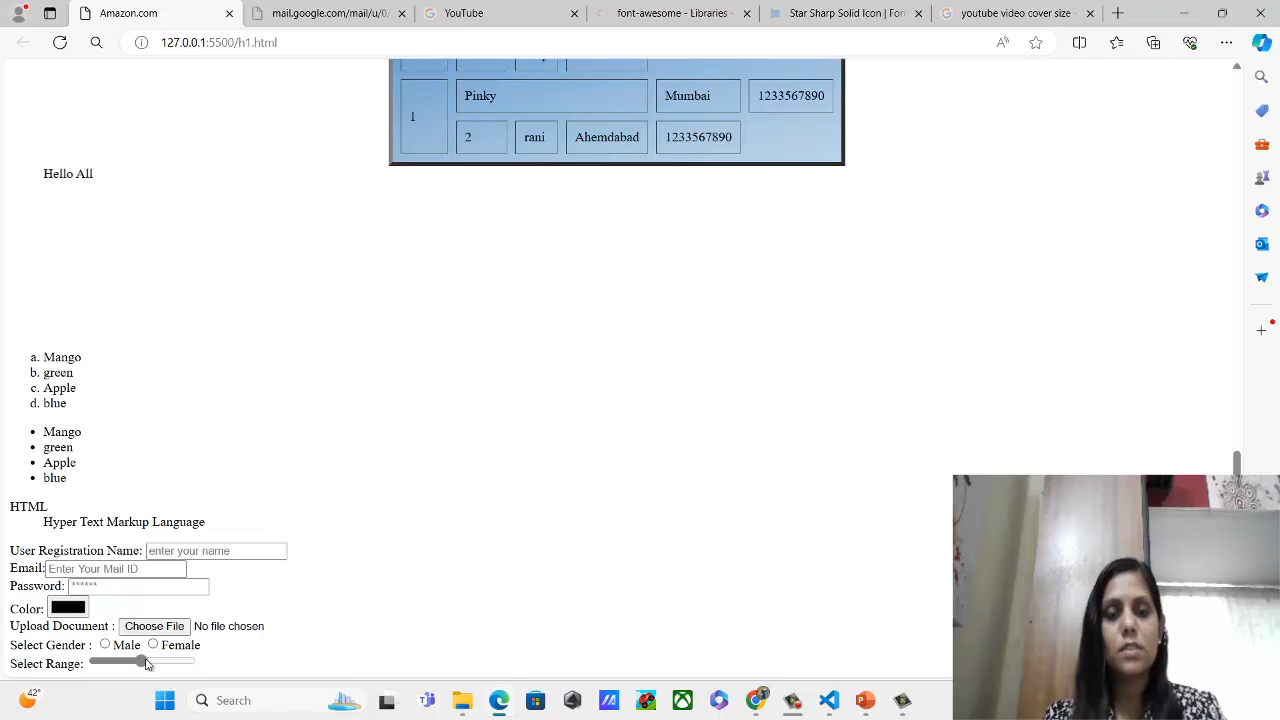 Amazon.com
mail.google.com/mail/u/0/
YouTube
font-awesome - Libraries -
Star Sharp Solid Icon | Fon
youtube video cover size -
127.0.0.1:5500/h1.html
Pinky Mumbai 1233567890
1
2 rani Ahemdabad 1233567890
Hello All
a. Mango
b. green
c. Apple
d. blue
• Mango
• green
• Apple
• blue
HTML
Hyper Text Markup Language
User Registration Name: enter your name
Email: Enter Your Mail ID
Password: ******
Color:
Upload Document : Choose File No file chosen
Select Gender : Male Female
Select Range:
42°
Search